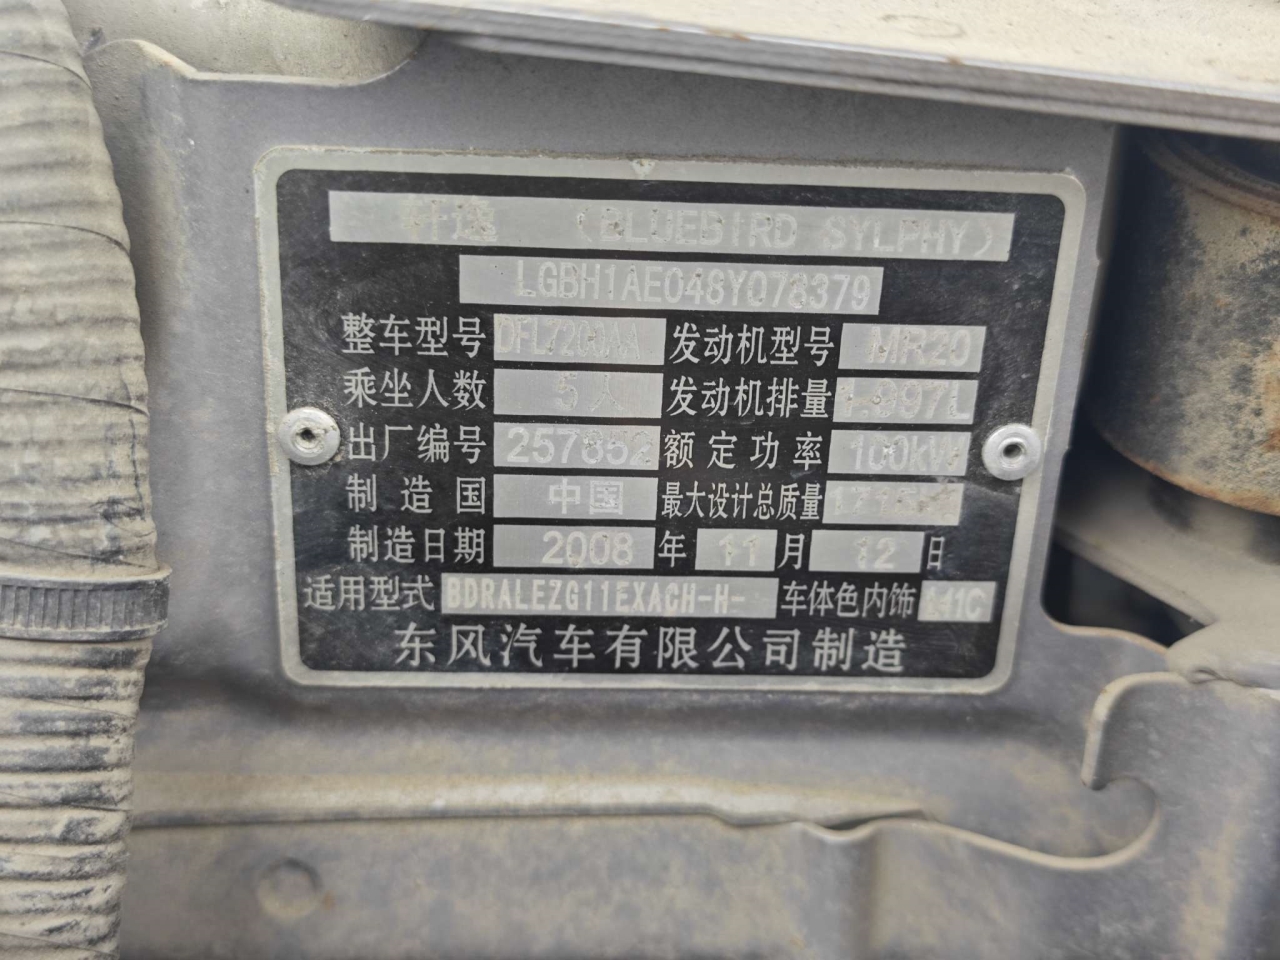 轩逸 (BLUEBIRD SYLPHY)
LGBH1AE048Y078379
整车型号 DFL7200AA 发动机型号 MR20
乘坐人数 5人 发动机排量 1.997L
出厂编号 257852 额定功率 100kW
制造国 中国 最大设计总质量
制造日期 2008 年 11 月 12 日
适用型式 BDRALEZG11EXACH-H- 车体色内饰
东风汽车有限公司制造